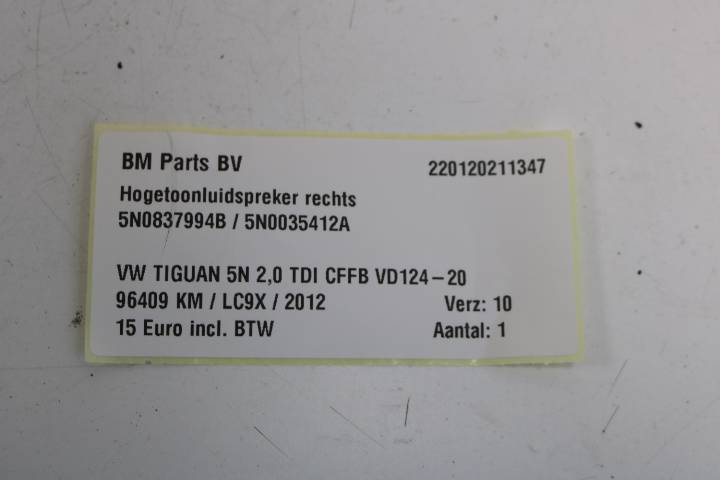 BM Parts BV 220120211347
Hogetoonluidspreker rechts
5N0837994B / 5N0035412A
VW TIGUAN 5N 2,0 TDI CFFB VD124-20
96409 KM / LC9X / 2012 Verz: 10
15 Euro incl. BTW Aantal: 1